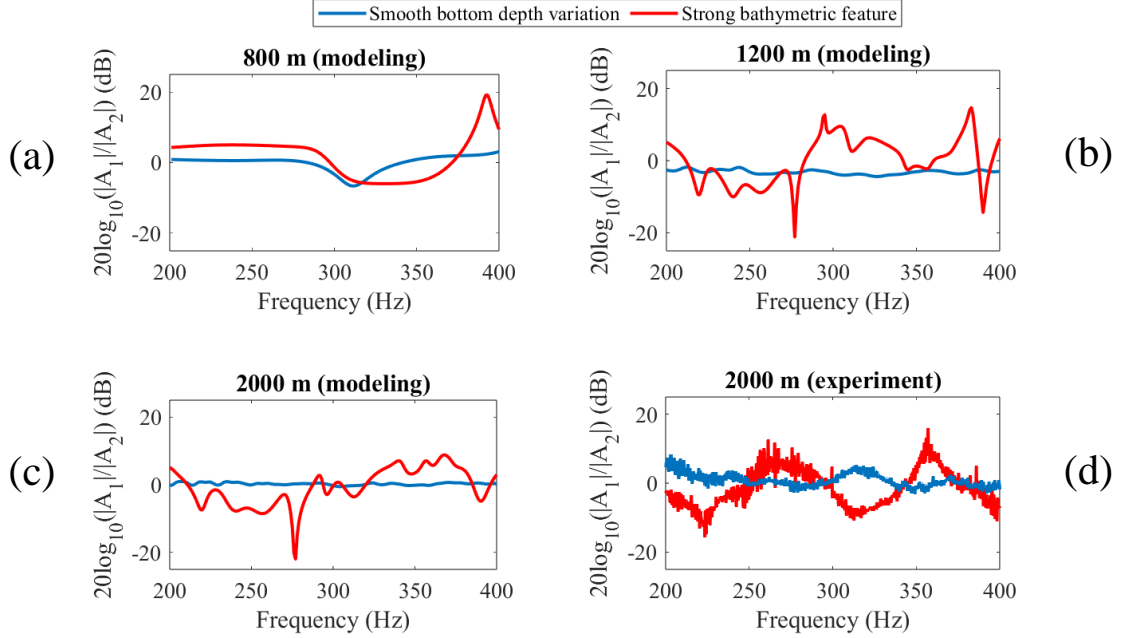 Smooth bottom depth variation Strong bathymetric feature
800 m (modeling)
20log10(|A1|/|A2|) (dB)
20
0
-20
200 250 300 350 400
Frequency (Hz)
(a)
1200 m (modeling)
20log10(|A1|/|A2|) (dB)
20
0
-20
200 250 300 350 400
Frequency (Hz)
(b)
2000 m (modeling)
20log10(|A1|/|A2|) (dB)
20
0
-20
200 250 300 350 400
Frequency (Hz)
(c)
2000 m (experiment)
20log10(|A1|/|A2|) (dB)
20
0
-20
200 250 300 350 400
Frequency (Hz)
(d)